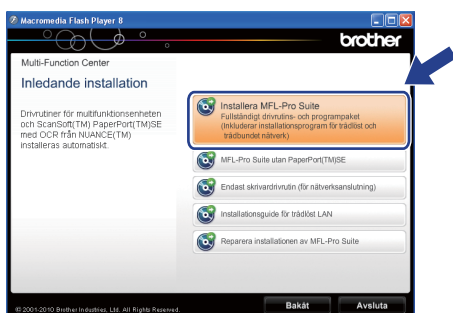 Macromedia Flash Player 8
brother
Multi-Function Center
Inledande installation
Drivrutiner för multifunktionsenheten
och ScanSoft(TM) PaperPort(TM)SE
med OCR från NUANCE(TM)
installeras automatiskt.
Installera MFL-Pro Suite
Fullständigt drivrutins- och programpaket
(Inkluderar installationsprogram för trådlöst och
trådbundet nätverk)
MFL-Pro Suite utan PaperPort(TM)SE
Endast skrivardrivrutin (för nätverksanslutning)
Installationsguide för trådlöst LAN
Reparera installationen av MFL-Pro Suite
© 2001-2010 Brother Industries, Ltd. All Rights Reserved.
Bakåt
Avsluta